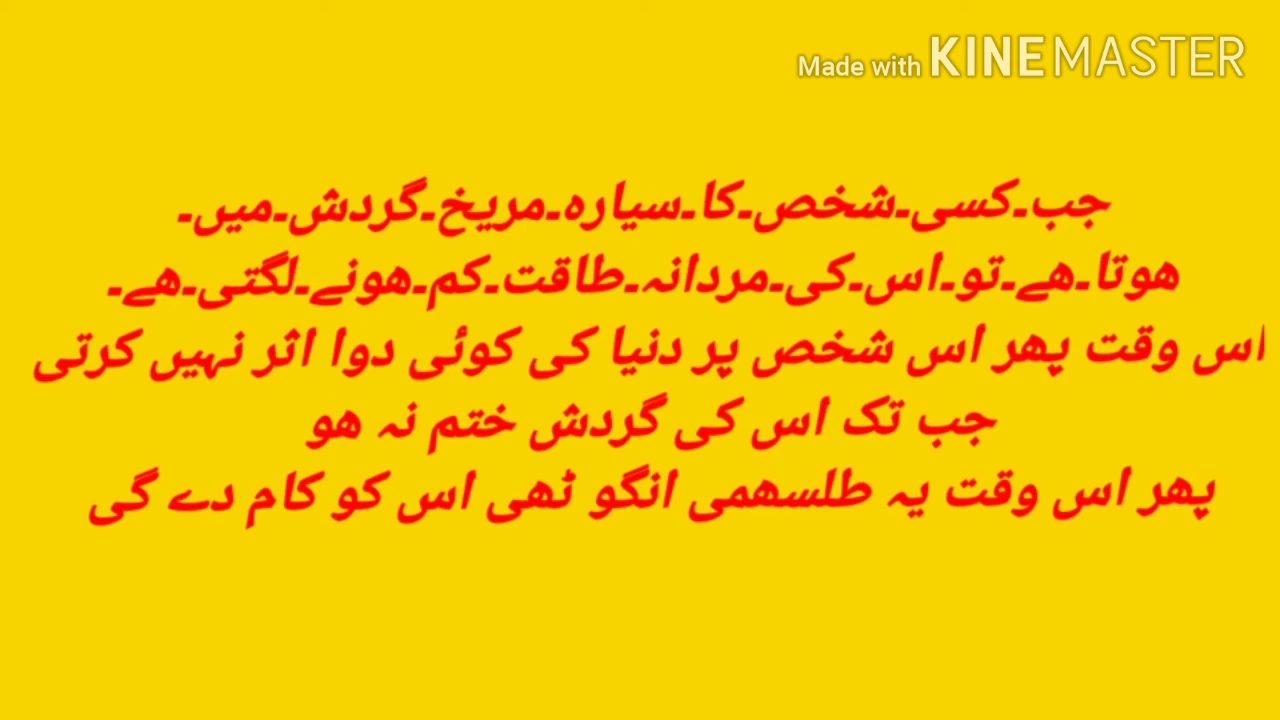 Made with KINEMASTER
جب۔کسی۔شخص۔کا۔سیارہ۔مریخ۔گردش۔میں۔
ھوتا۔ھے۔تو۔اس۔کی۔مردانہ۔طاقت۔کم۔ھونے۔لگتی۔ھے۔
اس وقت پھر اس شخص پر دنیا کی کوئی دوا اثر نہیں کرتی
جب تک اس کی گردش ختم نہ ھو
پھر اس وقت یہ طلسھمی انگو ٹھی اس کو کام دے گی